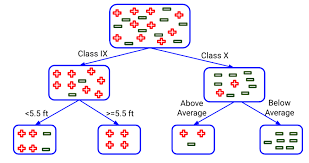 Class IX
Class X
<5.5 ft
>=5.5 ft
Above
Average
Below
Average